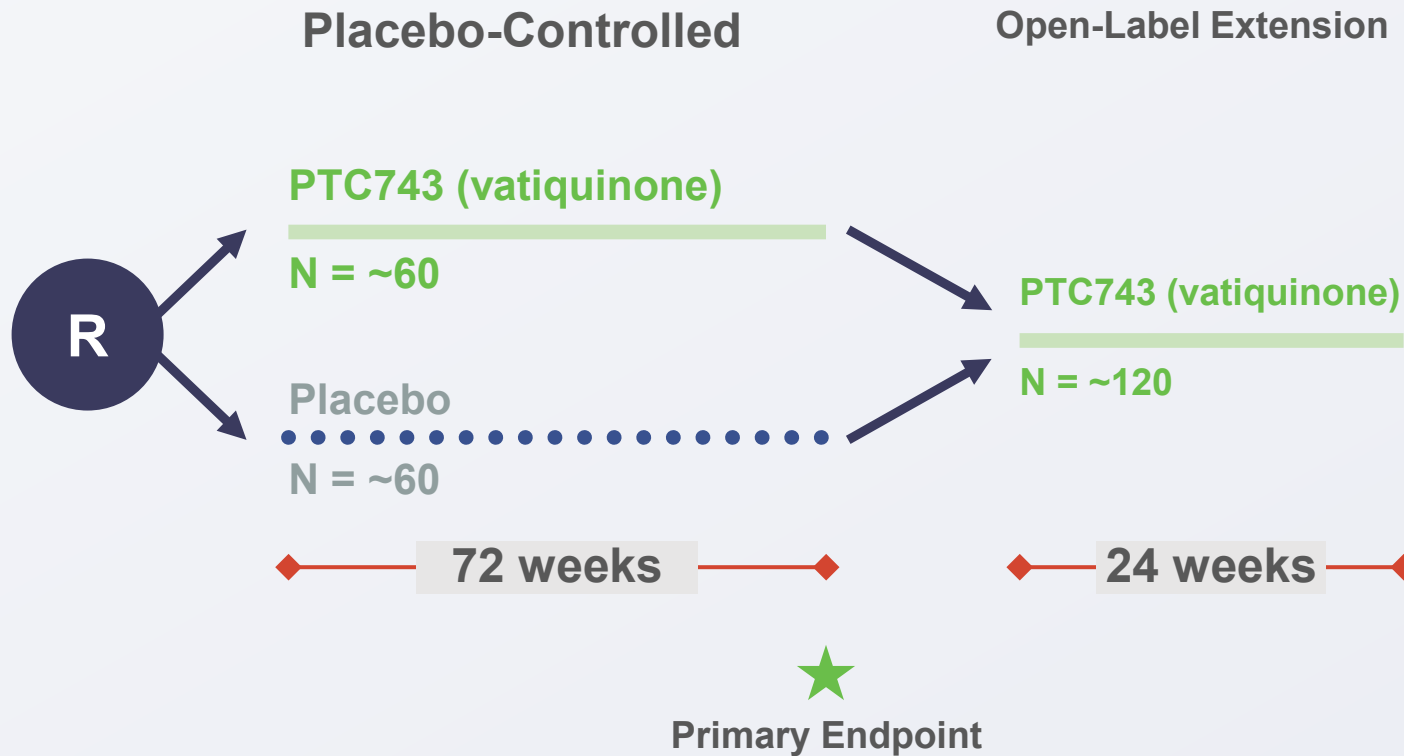 Placebo-Controlled
Open-Label Extension
PTC743 (vatiquinone)
N = ~60
R
PTC743 (vatiquinone)
N = ~120
Placebo
N = ~60
72 weeks
24 weeks
Primary Endpoint